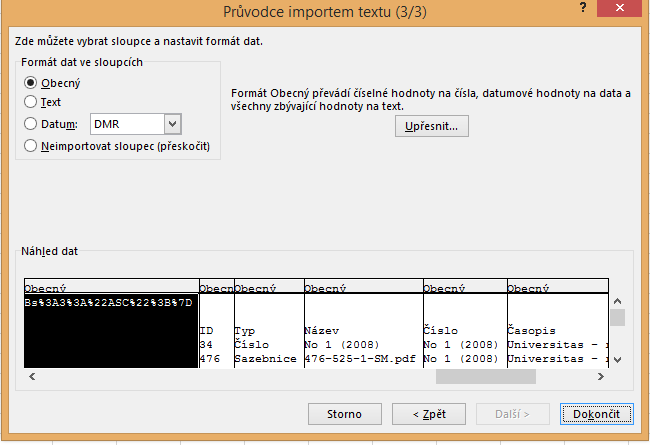 Průvodce importem textu (3/3)
? ×
Zde můžete vybrat sloupce a nastavit formát dat.
Formát dat ve sloupcích
Obecný
Text
Datum: DMR
Neimportovat sloupec (přeskočit)
Formát Obecný převádí číselné hodnoty na čísla, datumové hodnoty na data a
všechny zbývající hodnoty na text.
Upřesnit...
Náhled dat
Obecný Obecn Obecný Obecný Obecný Obecný
Bs%3A3%3A%22ASC%22%3B%7D
ID Typ Název Číslo Časopis
34 Číslo No 1 (2008) No 1 (2008) Universitas –
476 Sazebnice 476-525-1-SM.pdf No 1 (2008) Universitas –
Storno < Zpět Další > Dokončit